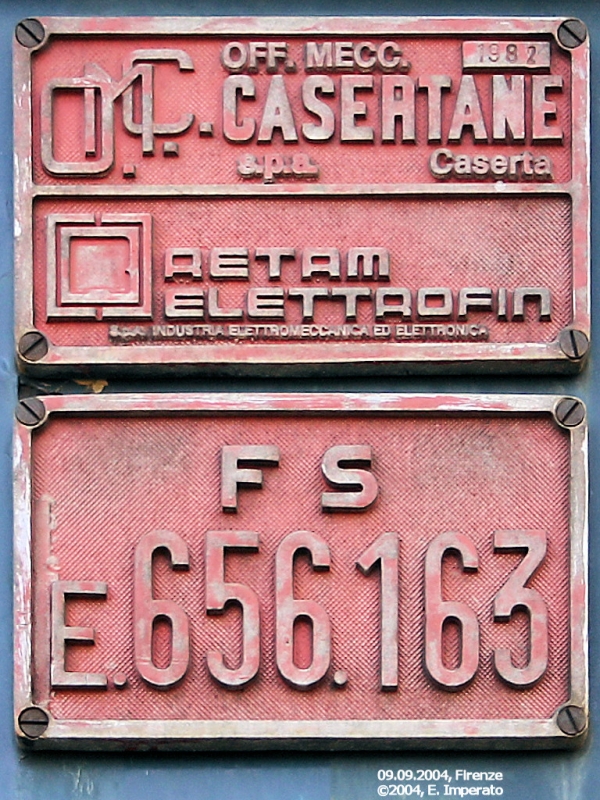 OFF. MECC. 1982
O.M.C. CASERTANE
s.p.a. Caserta
RETAM
ELETTROFIN
S.p.A. INDUSTRIA ELETTROMECCANICA ED ELETTRONICA
F S
E.656.163
09.09.2004, Firenze
©2004, E. Imperato